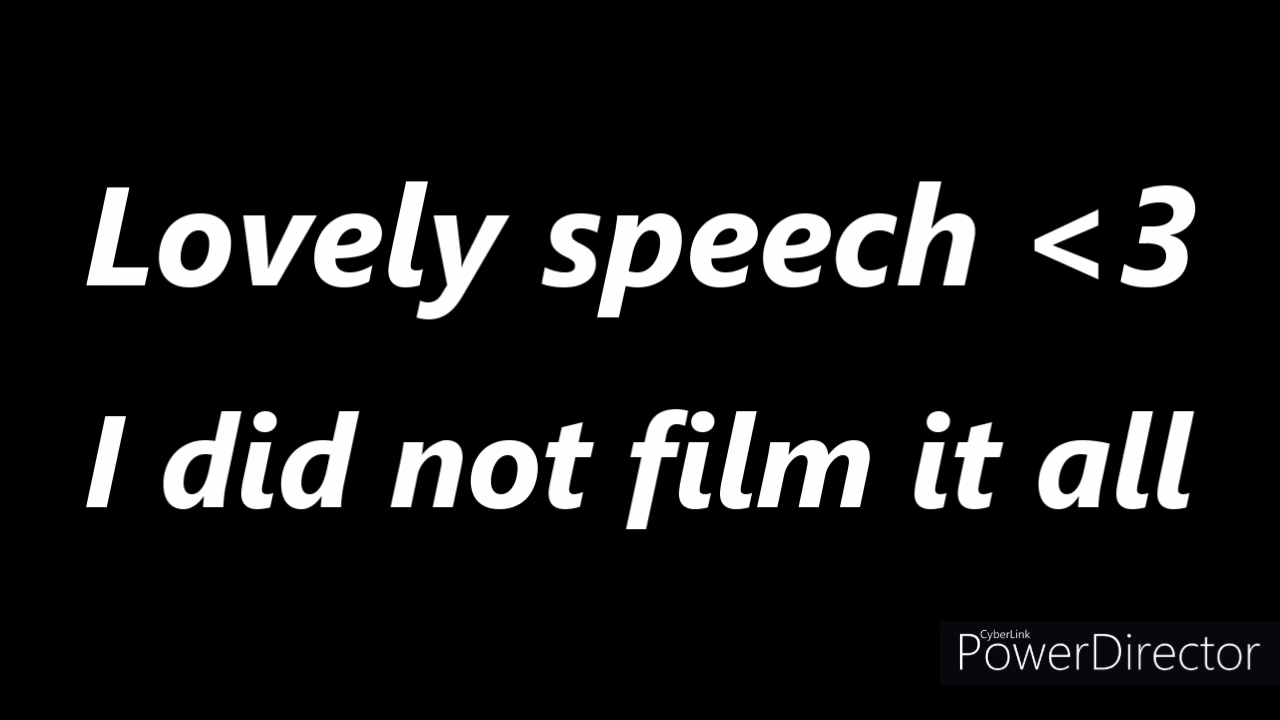 Lovely speech <3
I did not film it all
CyberLink
PowerDirector